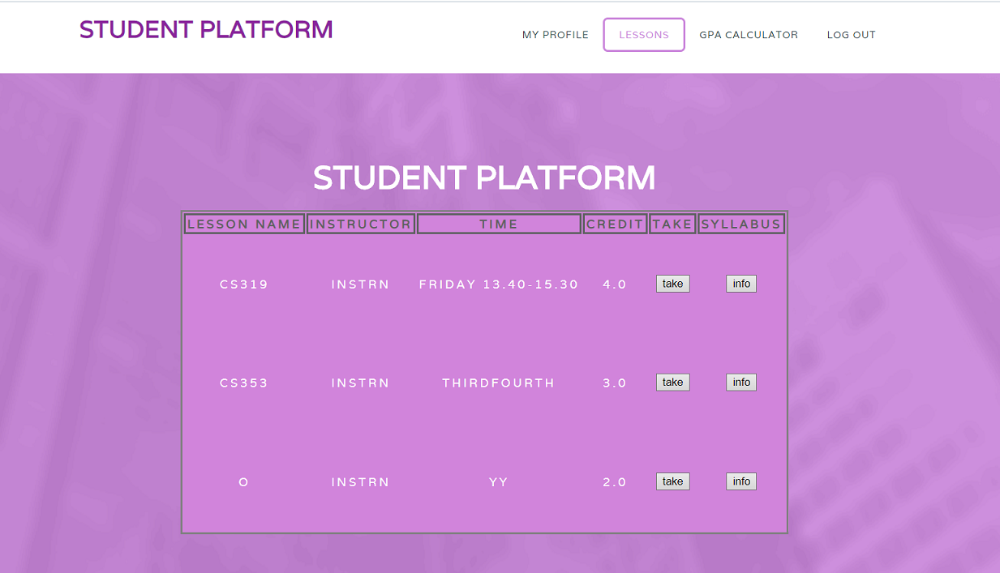 STUDENT PLATFORM
MY PROFILE LESSONS GPA CALCULATOR LOG OUT
STUDENT PLATFORM
LESSON NAME INSTRUCTOR TIME CREDIT TAKE SYLLABUS
CS319 INSTRN FRIDAY 13.40-15.30 4.0 take info
CS353 INSTRN THIRDFOURTH 3.0 take info
O INSTRN YY 2.0 take info